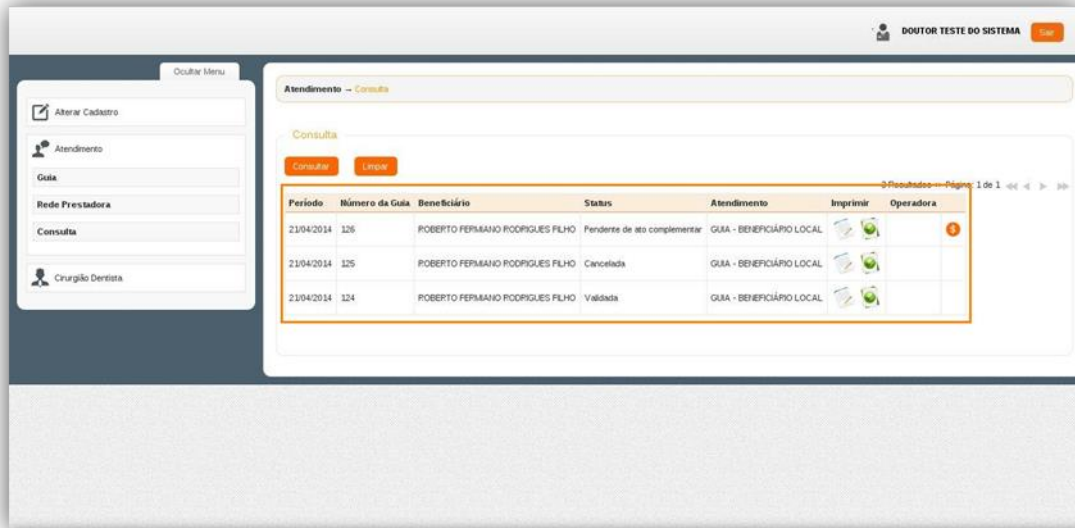 DOUTOR TESTE DO SISTEMA Sair
Ocultar Menu
Alterar Cadastro
Atendimento
Guia
Rede Prestadora
Consulta
Cirurgião Dentista
Atendimento → Consulta
Consulta
Consultar Limpar
3 Resultados -- Página: 1 de 1
Período Número da Guia Beneficiário Status Atendimento Imprimir Operadora
21/04/2014 126 ROBERTO FERMIANO RODRIGUES FILHO Pendente de ato complementar GUIA - BENEFICIÁRIO LOCAL $
21/04/2014 125 ROBERTO FERMIANO RODRIGUES FILHO Cancelada GUIA - BENEFICIÁRIO LOCAL
21/04/2014 124 ROBERTO FERMIANO RODRIGUES FILHO Validada GUIA - BENEFICIÁRIO LOCAL